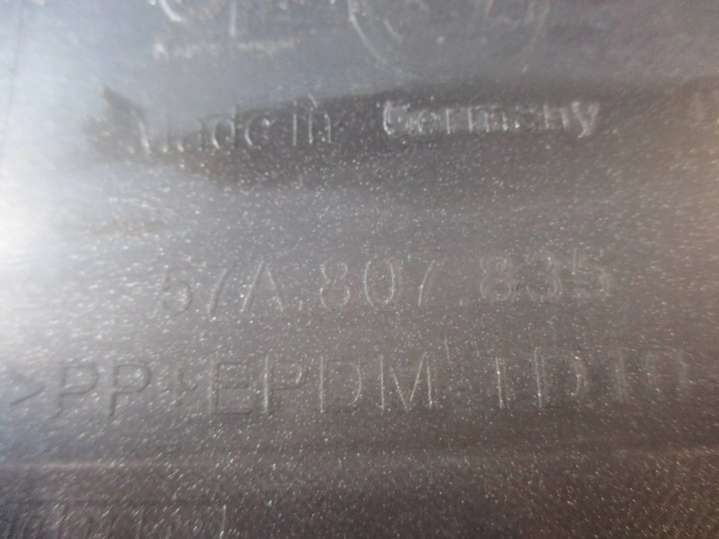 Made in Germany
57A.807.835
>PP+EPDM TD10